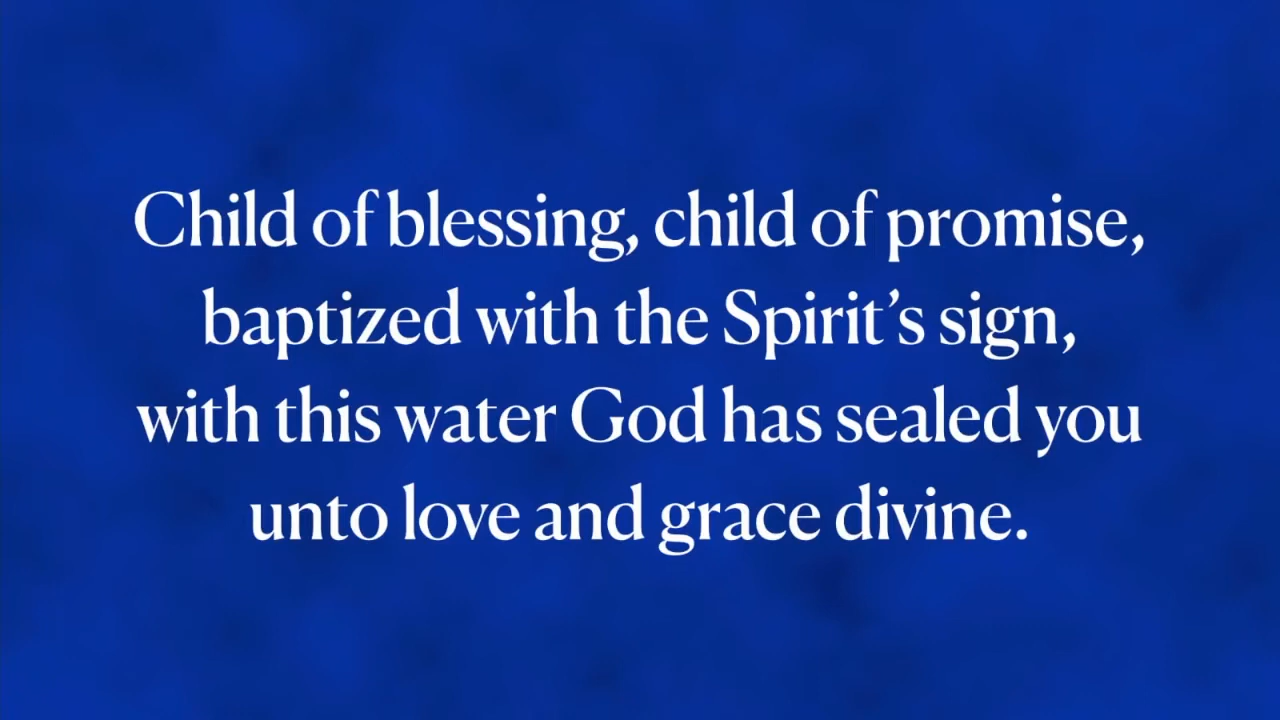 Child of blessing, child of promise,
baptized with the Spirit’s sign,
with this water God has sealed you
unto love and grace divine.